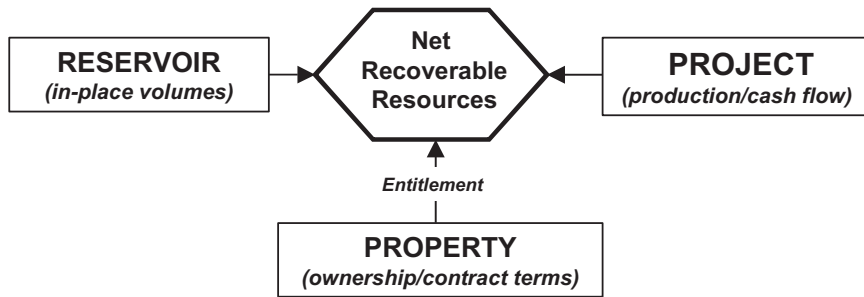 Net
Recoverable
Resources
RESERVOIR
(in-place volumes)
PROJECT
(production/cash flow)
Entitlement
PROPERTY
(ownership/contract terms)